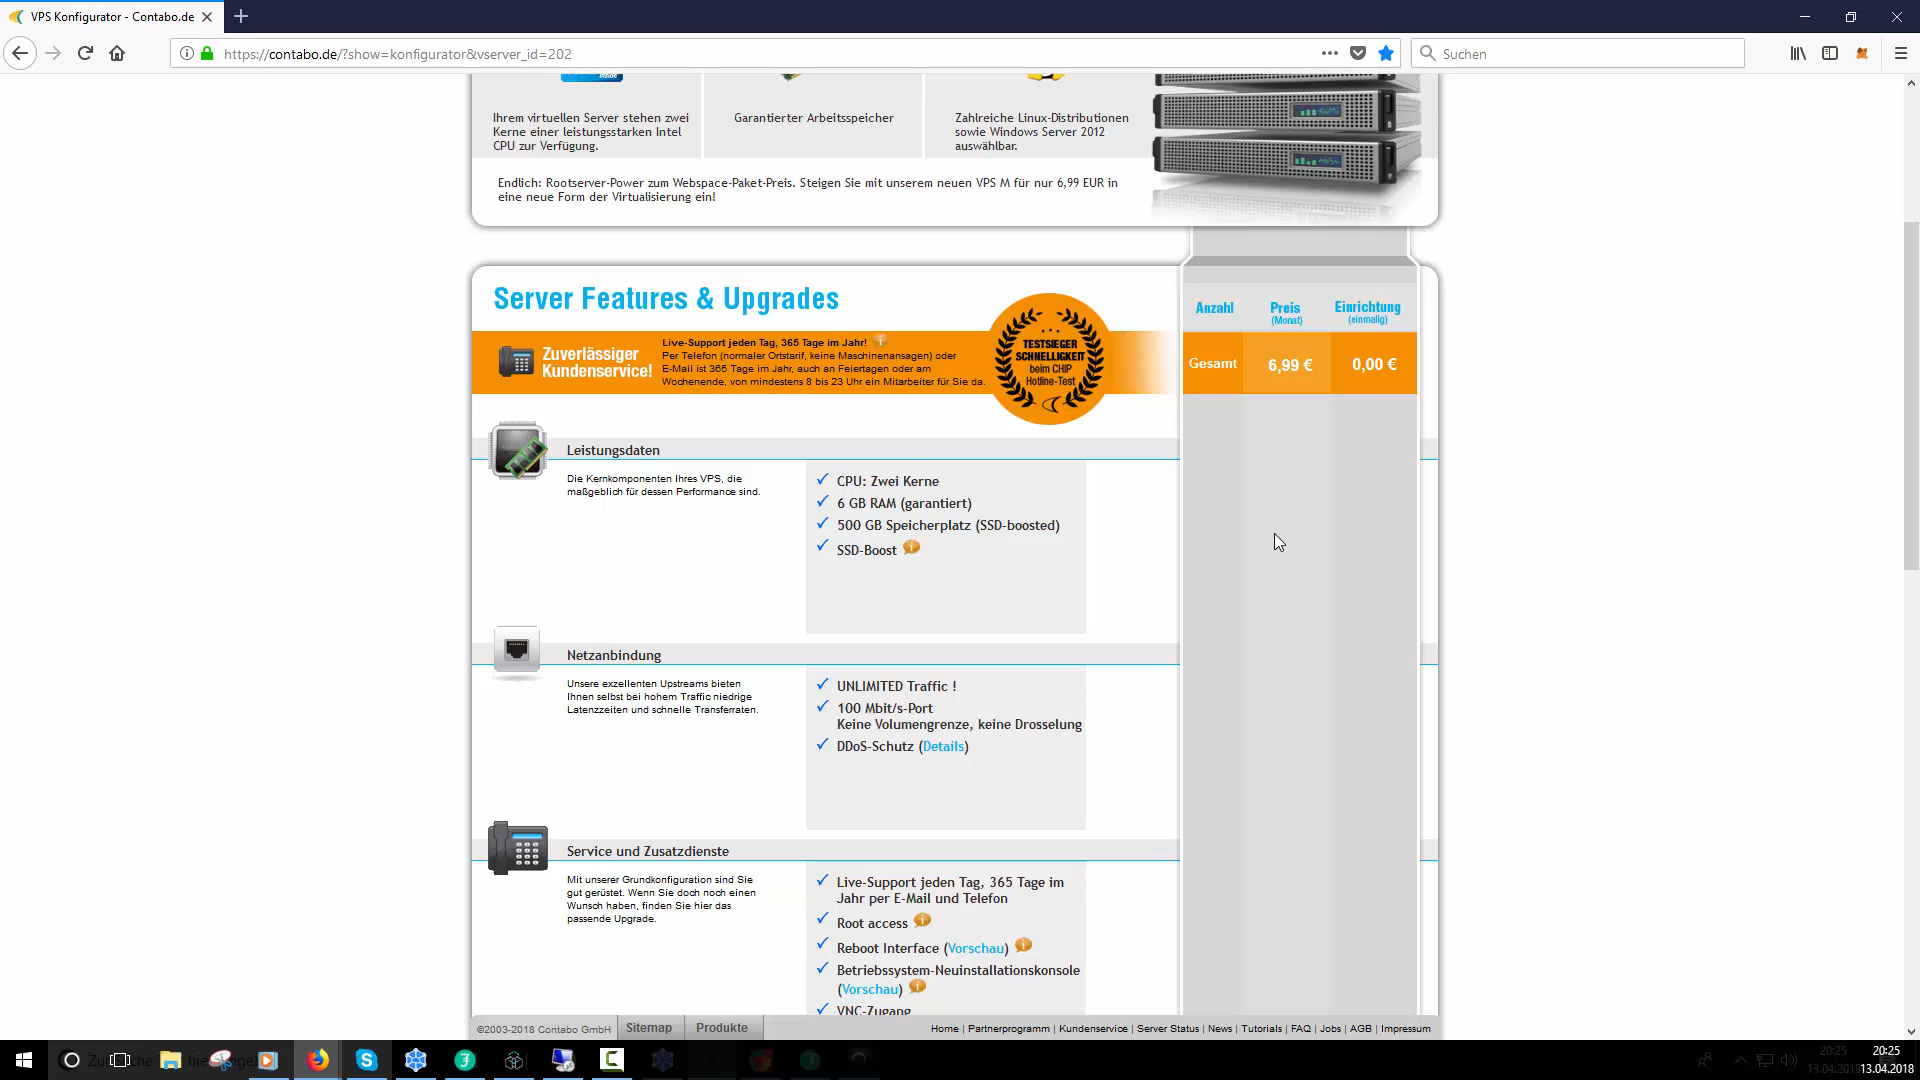 VPS Konfigurator - Contabo.de
https://contabo.de/?show=konfigurator&vserver_id=202
Suchen
inside
Ihrem virtuellen Server stehen zwei
Kerne einer leistungsstarken Intel
CPU zur Verfügung.
Garantierter Arbeitsspeicher
Zahlreiche Linux-Distributionen
sowie Windows Server 2012
auswählbar.
Endlich: Rootserver-Power zum Webspace-Paket-Preis. Steigen Sie mit unserem neuen VPS M für nur 6,99 EUR in
eine neue Form der Virtualisierung ein!
Server Features & Upgrades
Anzahl
Preis
(Monat)
Einrichtung
(einmalig)
Zuverlässiger
Kundenservice!
Live-Support jeden Tag, 365 Tage im Jahr!
Per Telefon (normaler Ortstarif, keine Maschinenansagen) oder
E-Mail ist 365 Tage im Jahr, auch an Feiertagen oder am
Wochenende, von mindestens 8 bis 23 Uhr ein Mitarbeiter für Sie da.
TESTSIEGER
SCHNELLIGKEIT
beim CHIP
Hotline-Test
Gesamt
6,99 €
0,00 €
Leistungsdaten
Die Kernkomponenten Ihres VPS, die
maßgeblich für dessen Performance sind.
CPU: Zwei Kerne
6 GB RAM (garantiert)
500 GB Speicherplatz (SSD-boosted)
SSD-Boost
Netzanbindung
Unsere exzellenten Upstreams bieten
Ihnen selbst bei hohem Traffic niedrige
Latenzzeiten und schnelle Transferraten.
UNLIMITED Traffic !
100 Mbit/s-Port
Keine Volumengrenze, keine Drosselung
DDoS-Schutz (Details)
Service und Zusatzdienste
Mit unserer Grundkonfiguration sind Sie
gut gerüstet. Wenn Sie doch noch einen
Wunsch haben, finden Sie hier das
passende Upgrade.
Live-Support jeden Tag, 365 Tage im
Jahr per E-Mail und Telefon
Root access
Reboot Interface (Vorschau)
Betriebssystem-Neuinstallationskonsole
(Vorschau)
VNC-Zugang
©2003-2018 Contabo GmbH
Sitemap
Produkte
Home | Partnerprogramm | Kundenservice | Server Status | News | Tutorials | FAQ | Jobs | AGB | Impressum
20:25
13.04.2018